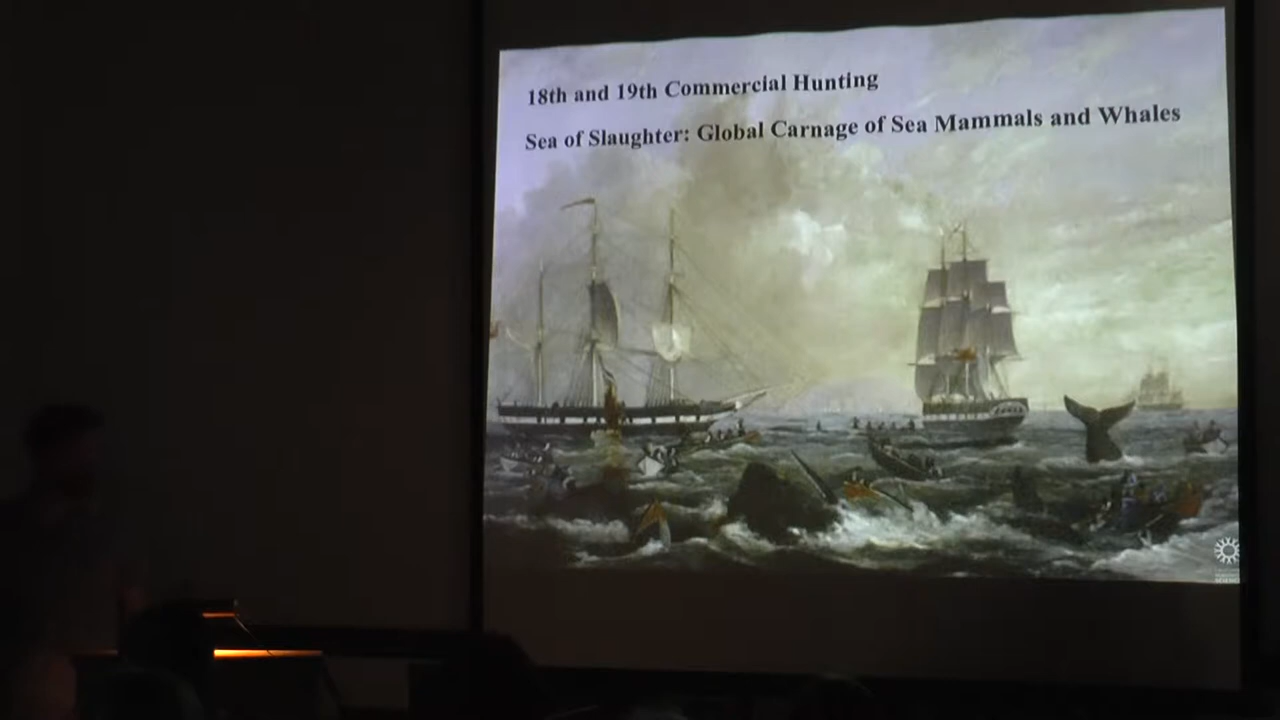 18th and 19th Commercial Hunting
Sea of Slaughter: Global Carnage of Sea Mammals and Whales